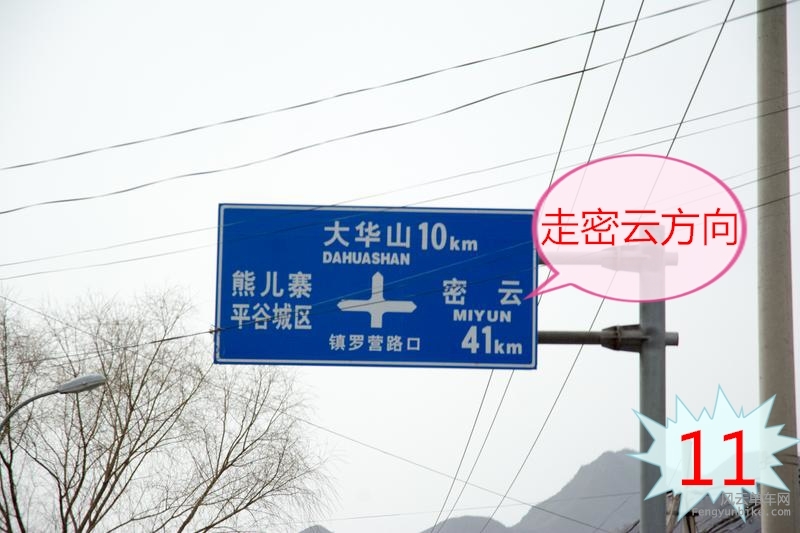 大华山 10km
DAHUASHAN
熊儿寨
平谷城区
密云
MIYUN
41km
镇罗营路口
走密云方向
11
风云单车网
Fengyunbike.com